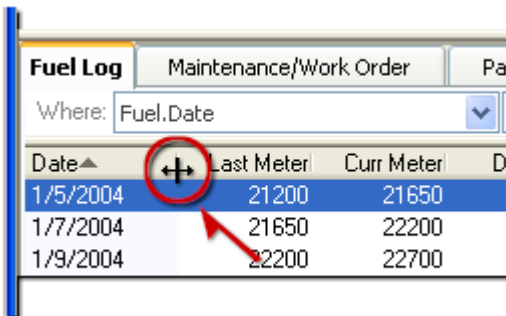 Fuel Log Maintenance/Work Order Pa
Where: Fuel.Date
Date Last Meter Curr Meter D
1/5/2004 21200 21650
1/7/2004 21650 22200
1/9/2004 22200 22700